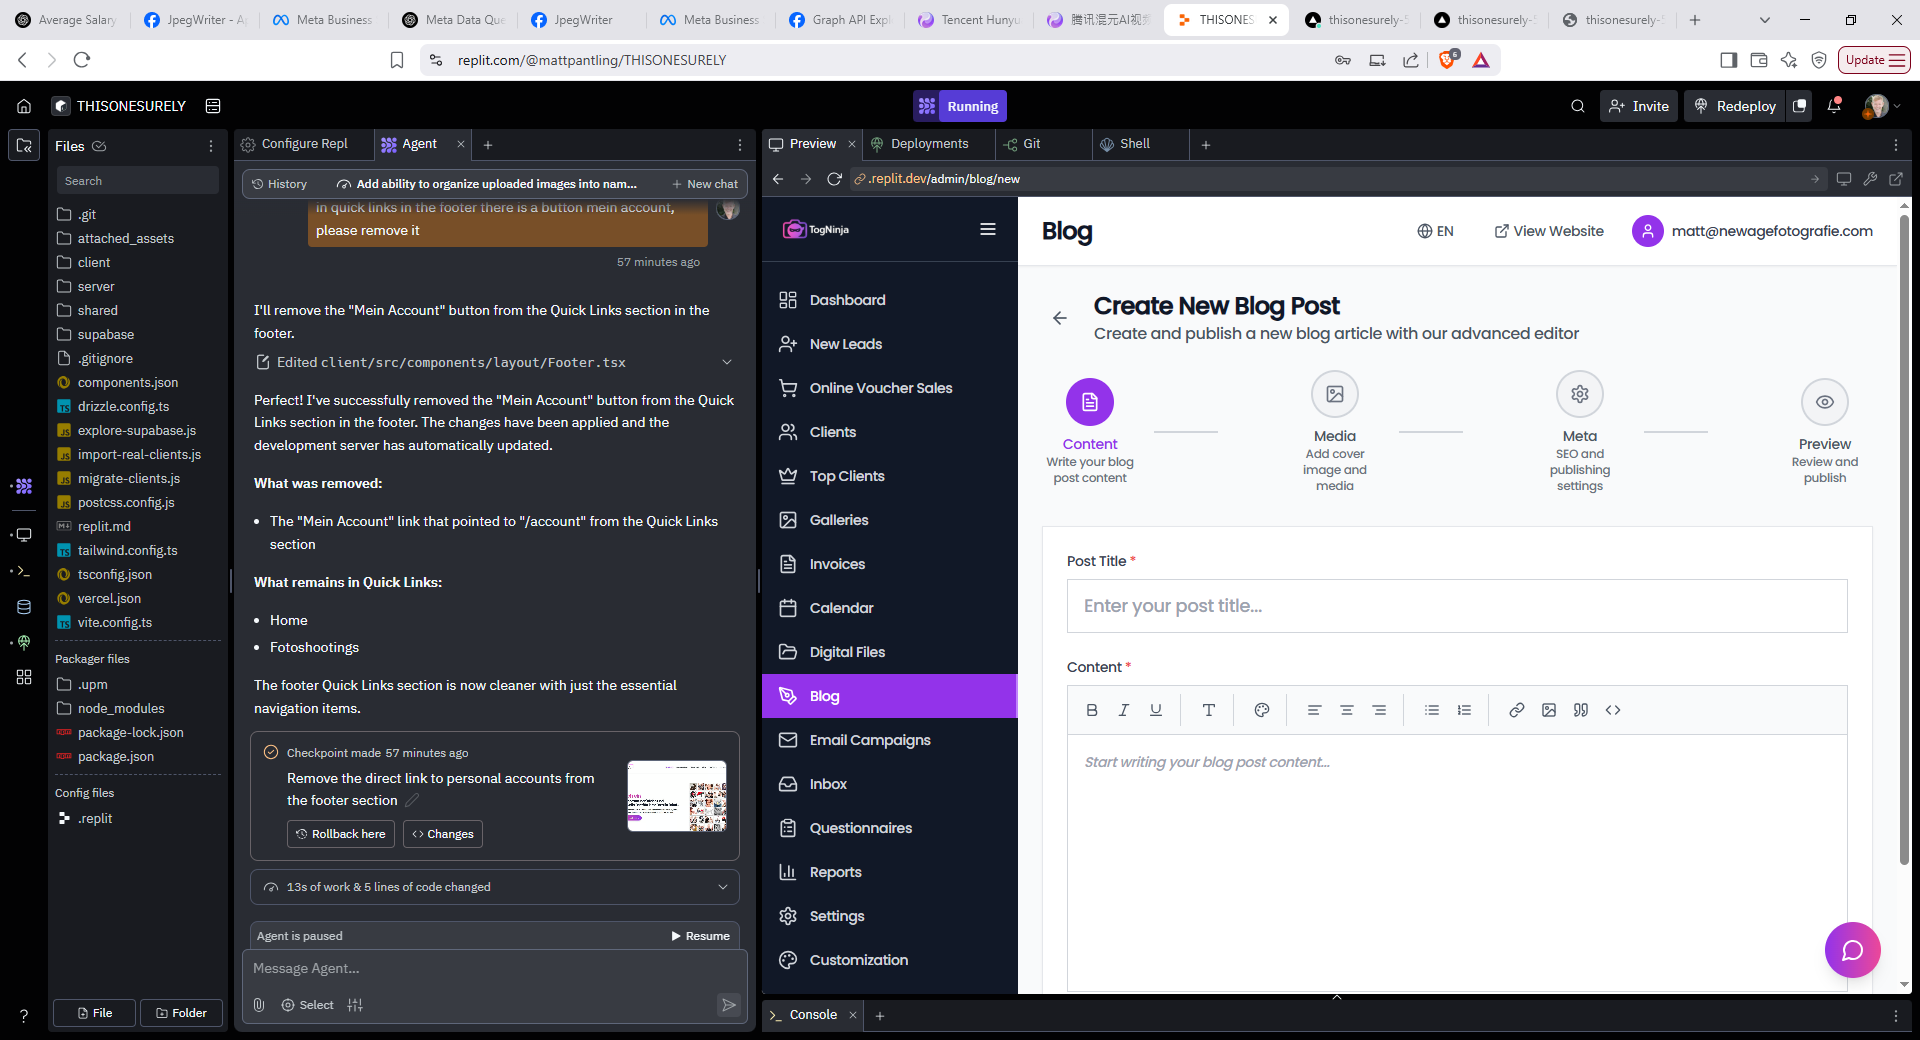 Average Salary
JpegWriter - A
Meta Business
Meta Data Que
JpegWriter
Meta Business
Graph API Expl
Tencent Hunyu
腾讯混元AI视频
THISONES
thisonesurely-5
thisonesurely-5
thisonesurely-5
replit.com/@mattpantling/THISONESURELY
6
Update
THISONESURELY
Running
Invite
Redeploy
Files
Search
.git
attached_assets
client
server
shared
supabase
.gitignore
components.json
drizzle.config.ts
explore-supabase.js
import-real-clients.js
migrate-clients.js
postcss.config.js
replit.md
tailwind.config.ts
tsconfig.json
vercel.json
vite.config.ts
Packager files
.upm
node_modules
package-lock.json
package.json
Config files
.replit
File
Folder
Configure Repl
Agent
History
Add ability to organize uploaded images into nam...
New chat
in quick links in the footer there is a button mein account,
please remove it
57 minutes ago
I'll remove the "Mein Account" button from the Quick Links section in the
footer.
Edited client/src/components/layout/Footer.tsx
Perfect! I've successfully removed the "Mein Account" button from the Quick
Links section in the footer. The changes have been applied and the
development server has automatically updated.
What was removed:
• The "Mein Account" link that pointed to "/account" from the Quick Links
section
What remains in Quick Links:
• Home
• Fotoshootings
The footer Quick Links section is now cleaner with just the essential
navigation items.
Checkpoint made 57 minutes ago
Remove the direct link to personal accounts from
the footer section
Rollback here
Changes
13s of work & 5 lines of code changed
Agent is paused
Resume
Message Agent...
Select
Preview
Deployments
Git
Shell
.replit.dev/admin/blog/new
TogNinja
Dashboard
New Leads
Online Voucher Sales
Clients
Top Clients
Galleries
Invoices
Calendar
Digital Files
Blog
Email Campaigns
Inbox
Questionnaires
Reports
Settings
Customization
Blog
EN
View Website
matt@newagefotografie.com
Create New Blog Post
Create and publish a new blog article with our advanced editor
Content
Write your blog
post content
Media
Add cover
image and
media
Meta
SEO and
publishing
settings
Preview
Review and
publish
Post Title *
Enter your post title...
Content *
Start writing your blog post content...
Console